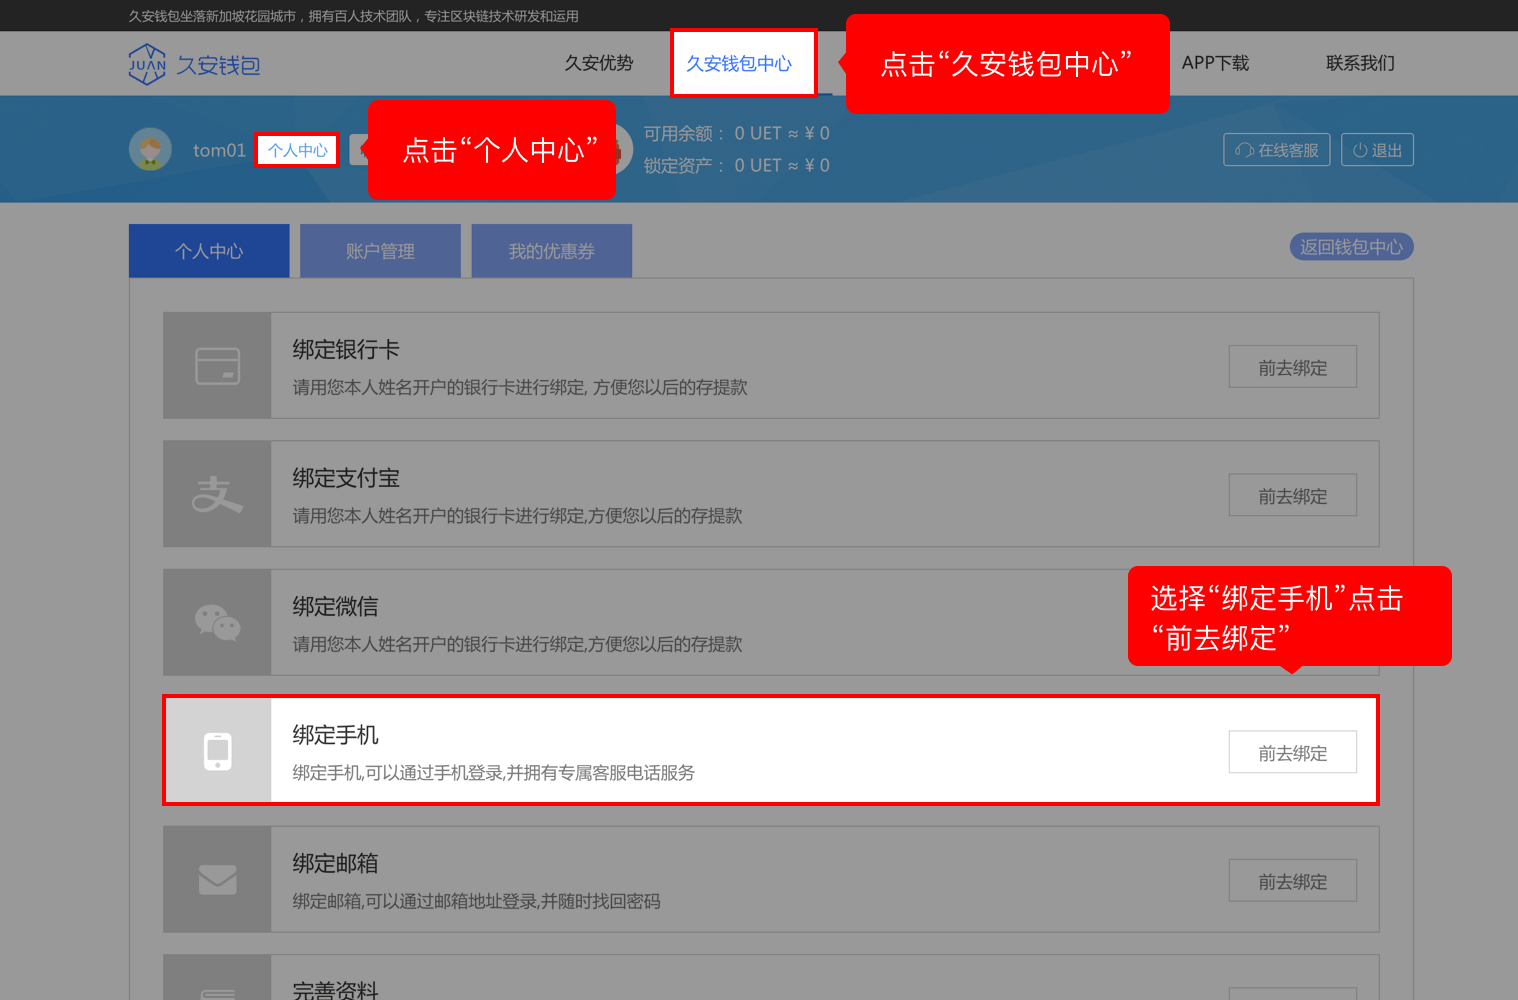 久安钱包坐落新加坡花园城市，拥有百人技术团队，专注区块链技术研发和运用
JUAN 久安钱包
久安优势
久安钱包中心
点击“久安钱包中心”
APP下载
联系我们
tom01
个人中心
点击“个人中心”
可用余额： 0 UET ≈ ¥ 0
锁定资产： 0 UET ≈ ¥ 0
在线客服
退出
个人中心
账户管理
我的优惠券
返回钱包中心
绑定银行卡
请用您本人姓名开户的银行卡进行绑定, 方便您以后的存提款
前去绑定
支
绑定支付宝
请用您本人姓名开户的银行卡进行绑定,方便您以后的存提款
前去绑定
绑定微信
请用您本人姓名开户的银行卡进行绑定,方便您以后的存提款
选择“绑定手机”点击
“前去绑定”
绑定手机
绑定手机,可以通过手机登录,并拥有专属客服电话服务
前去绑定
绑定邮箱
绑定邮箱,可以通过邮箱地址登录,并随时找回密码
前去绑定
完善资料